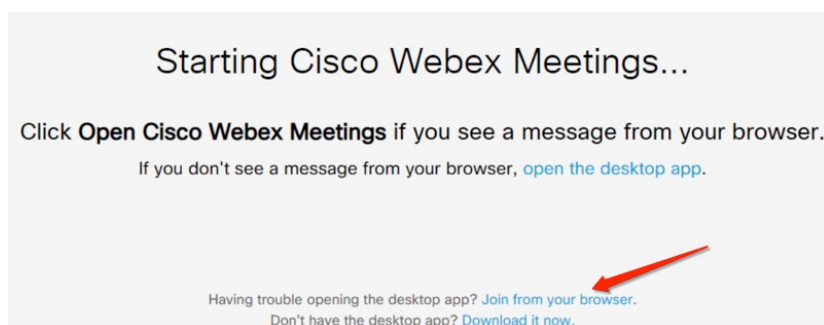 Starting Cisco Webex Meetings...
Click Open Cisco Webex Meetings if you see a message from your browser.
If you don't see a message from your browser, open the desktop app.
Having trouble opening the desktop app? Join from your browser.
Don't have the desktop app? Download it now.